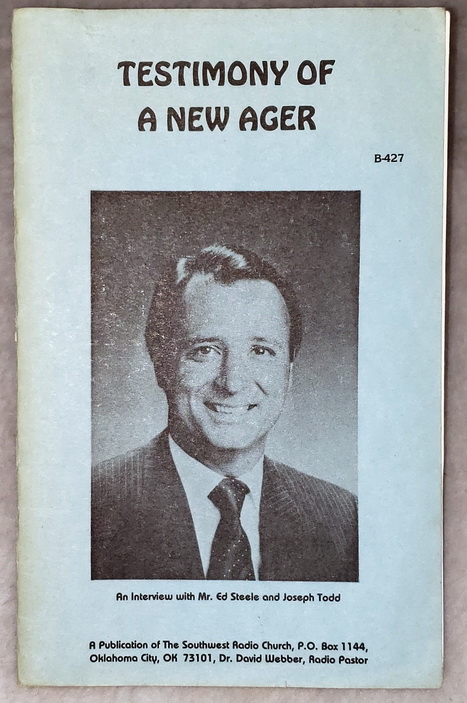 TESTIMONY OF
A NEW AGER
B-427
An Interview with Mr. Ed Steele and Joseph Todd
A Publication of The Southwest Radio Church, P.O. Box 1144,
Oklahoma City, OK 73101, Dr. David Webber, Radio Pastor